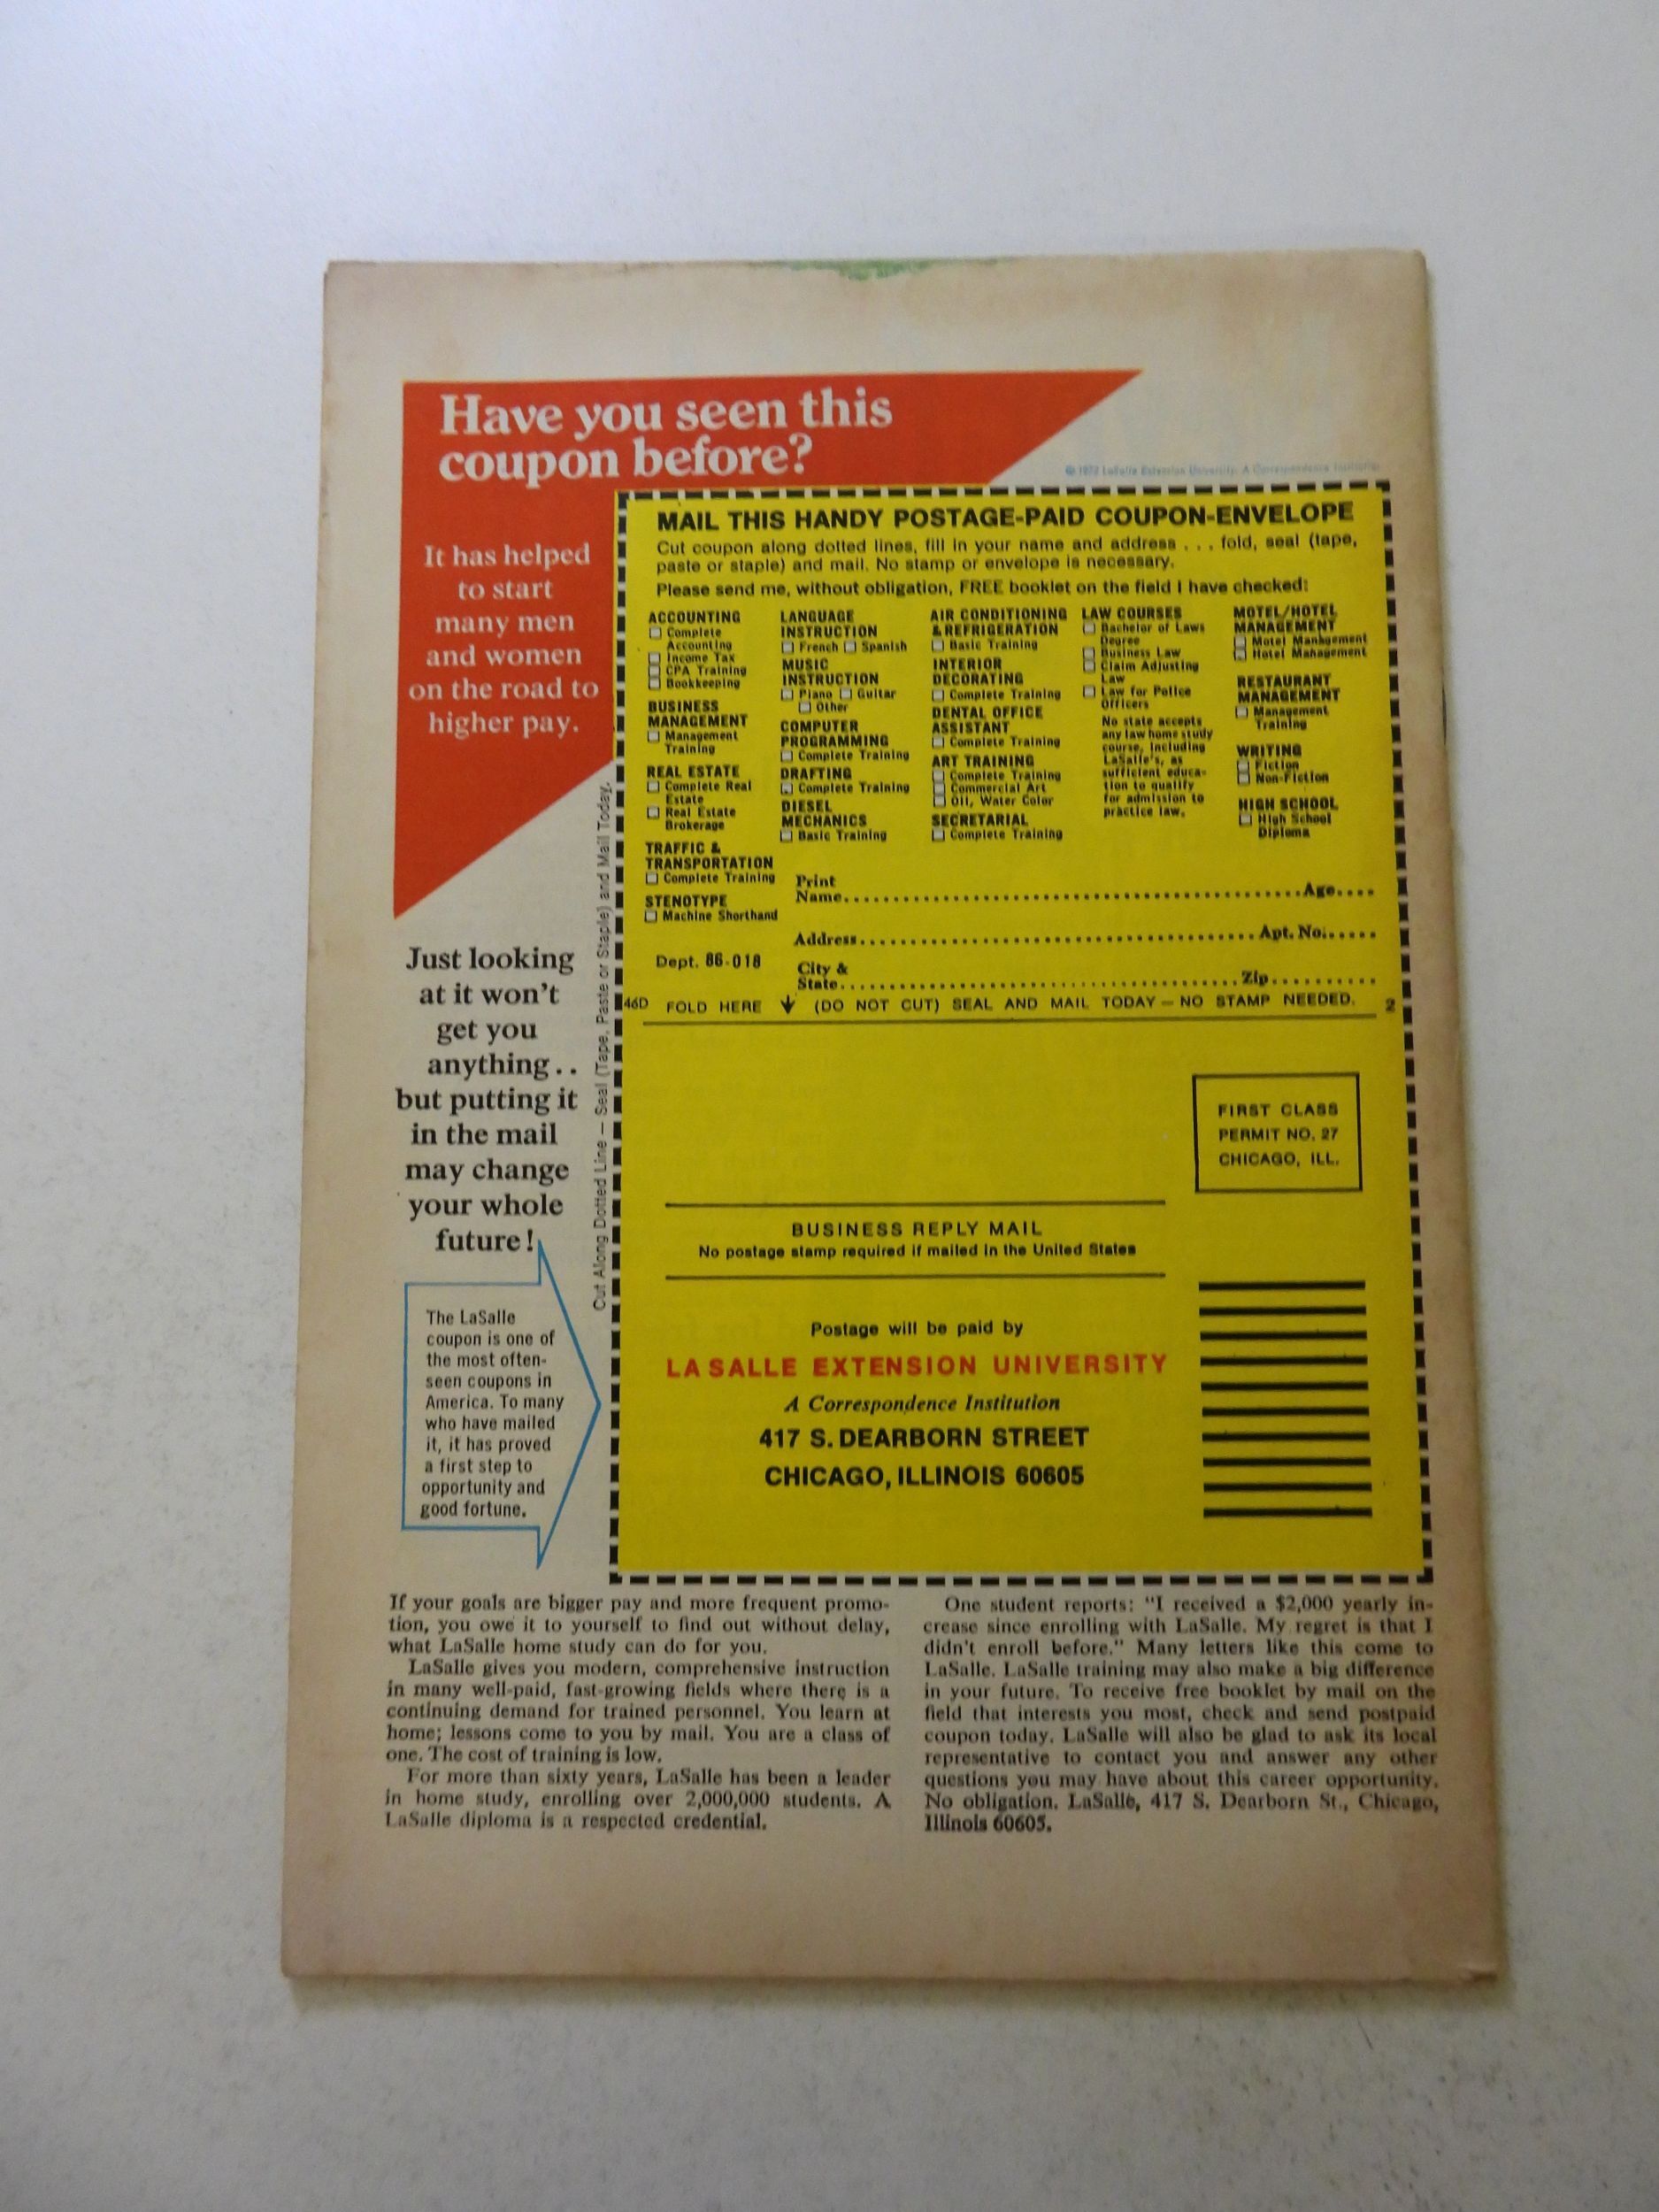 Have you seen this
coupon before?
© 1972 LaSalle Extension University, A Correspondence Institution
It has helped
to start
many men
and women
on the road to
higher pay.
Just looking
at it won't
get you
anything..
but putting it
in the mail
may change
your whole
future!
The LaSalle
coupon is one of
the most often-
seen coupons in
America. To many
who have mailed
it, it has proved
a first step to
opportunity and
good fortune.
Cut Along Dotted Line — Seal (Tape, Paste or Staple) and Mail Today.
MAIL THIS HANDY POSTAGE-PAID COUPON-ENVELOPE
Cut coupon along dotted lines, fill in your name and address . . . fold, seal (tape,
paste or staple) and mail. No stamp or envelope is necessary.
Please send me, without obligation, FREE booklet on the field I have checked:
ACCOUNTING
Complete
Accounting
Income Tax
CPA Training
Bookkeeping
BUSINESS
MANAGEMENT
Management
Training
REAL ESTATE
Complete Real
Estate
Real Estate
Brokerage
TRAFFIC &
TRANSPORTATION
Complete Training
STENOTYPE
Machine Shorthand
LANGUAGE
INSTRUCTION
French Spanish
MUSIC
INSTRUCTION
Piano Guitar
Other
COMPUTER
PROGRAMMING
Complete Training
DRAFTING
Complete Training
DIESEL
MECHANICS
Basic Training
AIR CONDITIONING
& REFRIGERATION
Basic Training
INTERIOR
DECORATING
Complete Training
DENTAL OFFICE
ASSISTANT
Complete Training
ART TRAINING
Complete Training
Commercial Art
Oil, Water Color
SECRETARIAL
Complete Training
LAW COURSES
Bachelor of Laws
Degree
Business Law
Claim Adjusting
Law
Law for Police
Officers
No state accepts
any law home study
course, including
LaSalle's, as
sufficient educa-
tion to qualify
for admission to
practice law.
MOTEL/HOTEL
MANAGEMENT
Motel Management
Hotel Management
RESTAURANT
MANAGEMENT
Management
Training
WRITING
Fiction
Non-Fiction
HIGH SCHOOL
High School
Diploma
Print
Name Age
Address Apt. No.
Dept. 86-018
City &
State Zip
46D FOLD HERE (DO NOT CUT) SEAL AND MAIL TODAY — NO STAMP NEEDED. 2
FIRST CLASS
PERMIT NO. 27
CHICAGO, ILL.
BUSINESS REPLY MAIL
No postage stamp required if mailed in the United States
Postage will be paid by
LA SALLE EXTENSION UNIVERSITY
A Correspondence Institution
417 S. DEARBORN STREET
CHICAGO, ILLINOIS 60605
If your goals are bigger pay and more frequent promo-
tion, you owe it to yourself to find out without delay,
what LaSalle home study can do for you.
LaSalle gives you modern, comprehensive instruction
in many well-paid, fast-growing fields where there is a
continuing demand for trained personnel. You learn at
home; lessons come to you by mail. You are a class of
one. The cost of training is low.
For more than sixty years, LaSalle has been a leader
in home study, enrolling over 2,000,000 students. A
LaSalle diploma is a respected credential.
One student reports: "I received a $2,000 yearly in-
crease since enrolling with LaSalle. My regret is that I
didn't enroll before." Many letters like this come to
LaSalle. LaSalle training may also make a big difference
in your future. To receive free booklet by mail on the
field that interests you most, check and send postpaid
coupon today. LaSalle will also be glad to ask its local
representative to contact you and answer any other
questions you may have about this career opportunity.
No obligation. LaSalle, 417 S. Dearborn St., Chicago,
Illinois 60605.